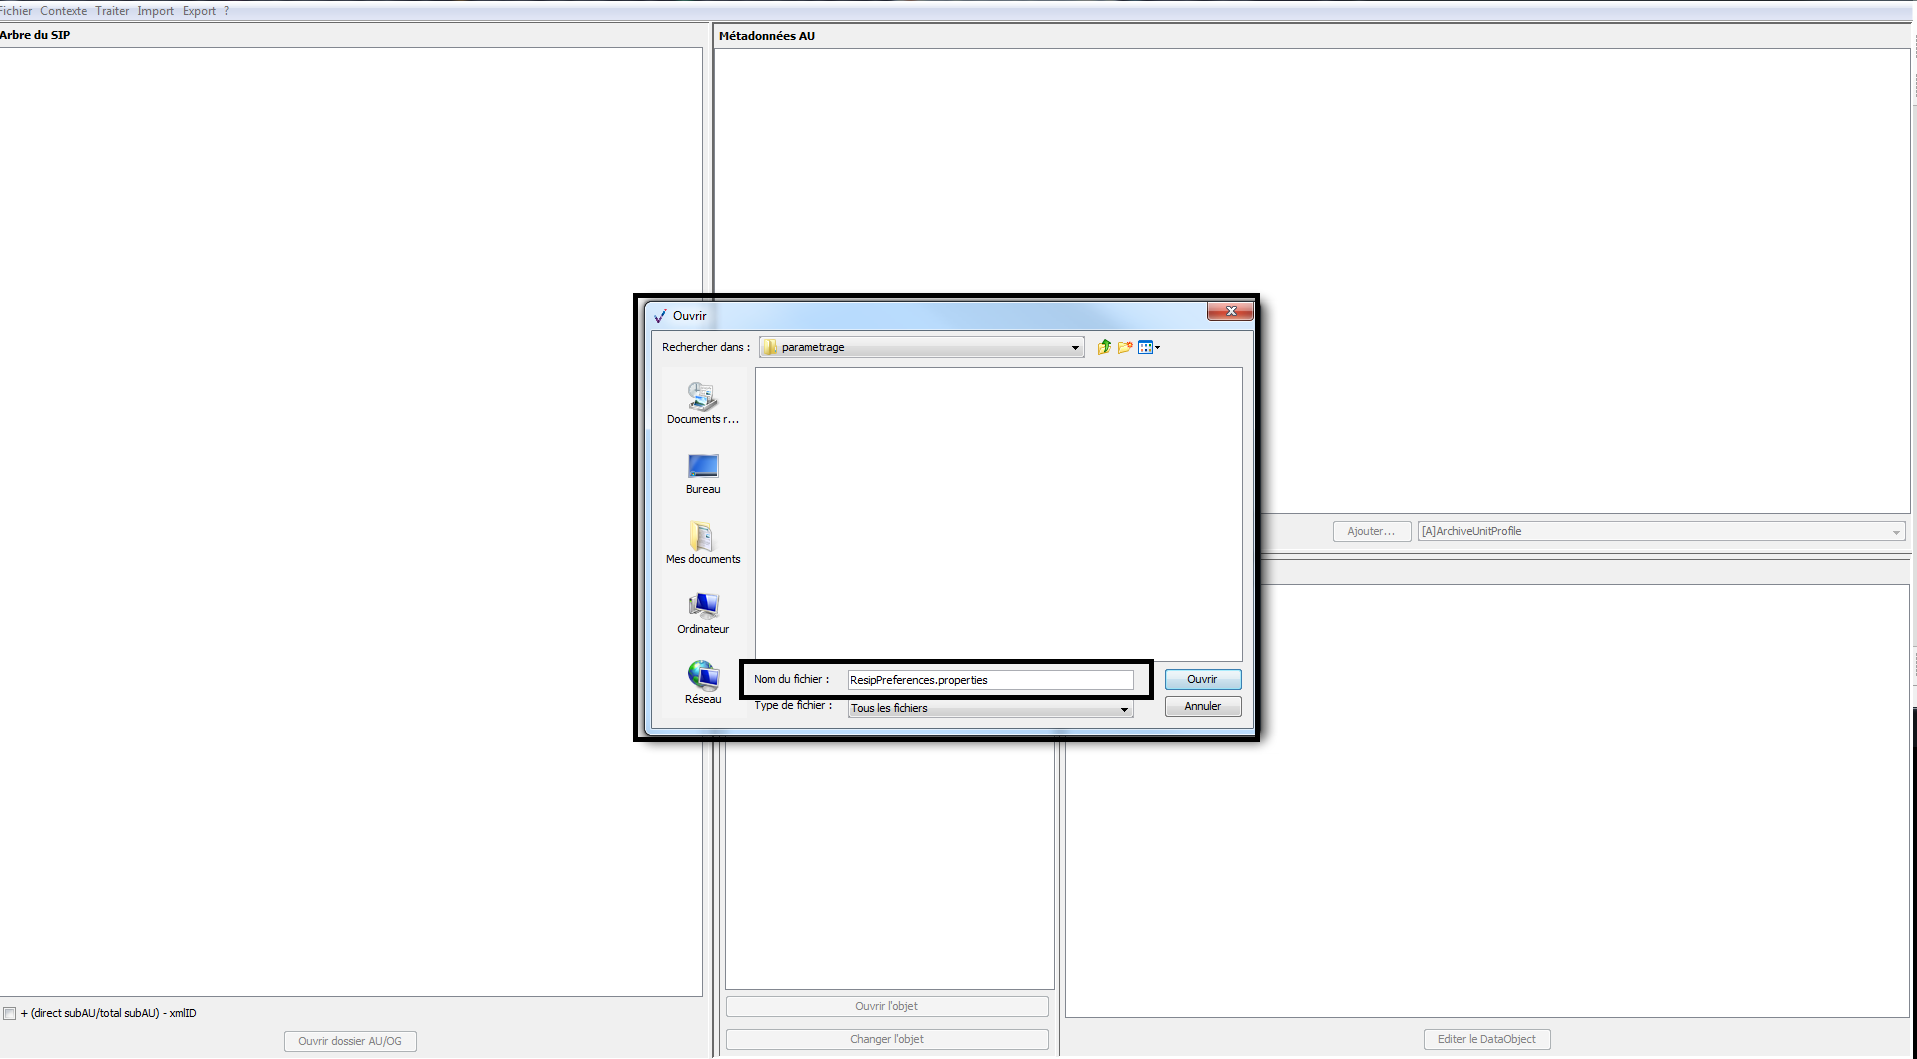 Fichier Contexte Traiter Import Export ?
Arbre du SIP
Métadonnées AU
Ouvrir
Rechercher dans : parametrage
Documents r...
Bureau
Mes documents
Ordinateur
Réseau
Nom du fichier : ResipPreferences.properties
Ouvrir
Type de fichier : Tous les fichiers
Annuler
Ajouter... [A]ArchiveUnitProfile
+ (direct subAU/total subAU) - xmlID
Ouvrir dossier AU/OG
Ouvrir l'objet
Changer l'objet
Editer le DataObject